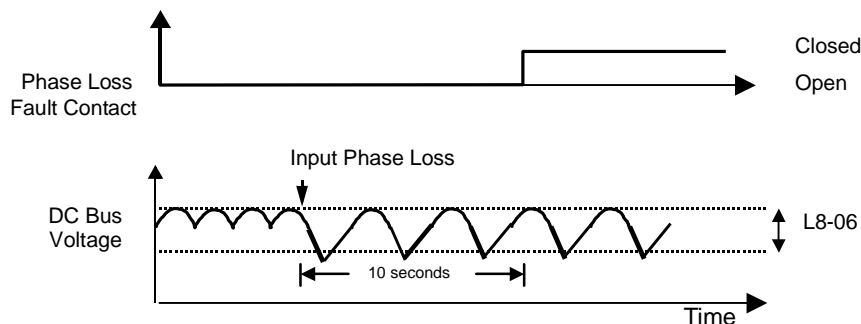 Closed
Phase Loss
Fault Contact
Open
Input Phase Loss
DC Bus
Voltage
L8-06
10 seconds
Time